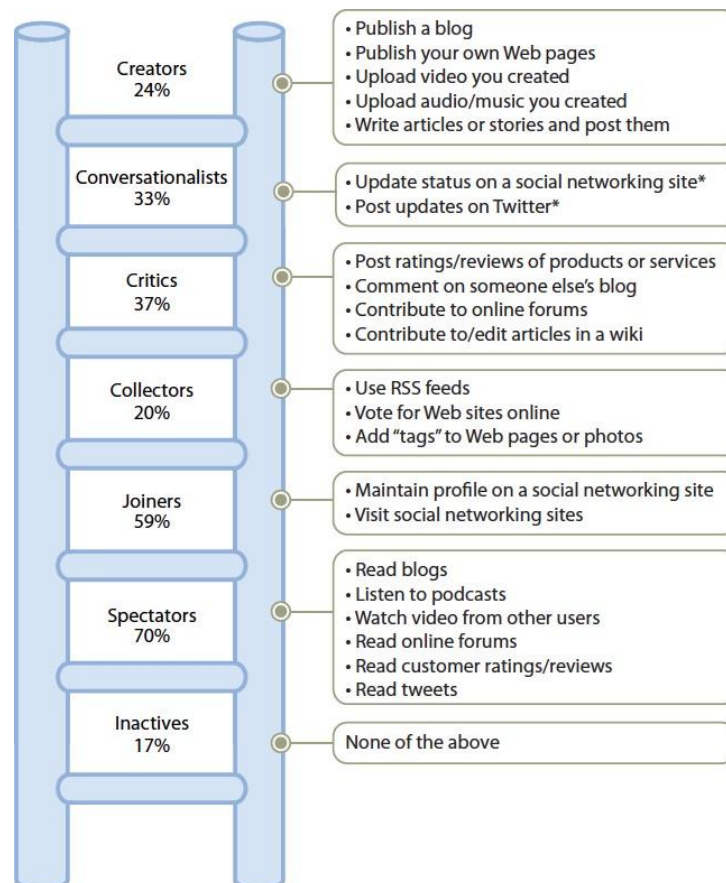 Creators
24%
• Publish a blog
• Publish your own Web pages
• Upload video you created
• Upload audio/music you created
• Write articles or stories and post them
Conversationalists
33%
• Update status on a social networking site*
• Post updates on Twitter*
Critics
37%
• Post ratings/reviews of products or services
• Comment on someone else’s blog
• Contribute to online forums
• Contribute to/edit articles in a wiki
Collectors
20%
• Use RSS feeds
• Vote for Web sites online
• Add “tags” to Web pages or photos
Joiners
59%
• Maintain profile on a social networking site
• Visit social networking sites
Spectators
70%
• Read blogs
• Listen to podcasts
• Watch video from other users
• Read online forums
• Read customer ratings/reviews
• Read tweets
Inactives
17%
None of the above